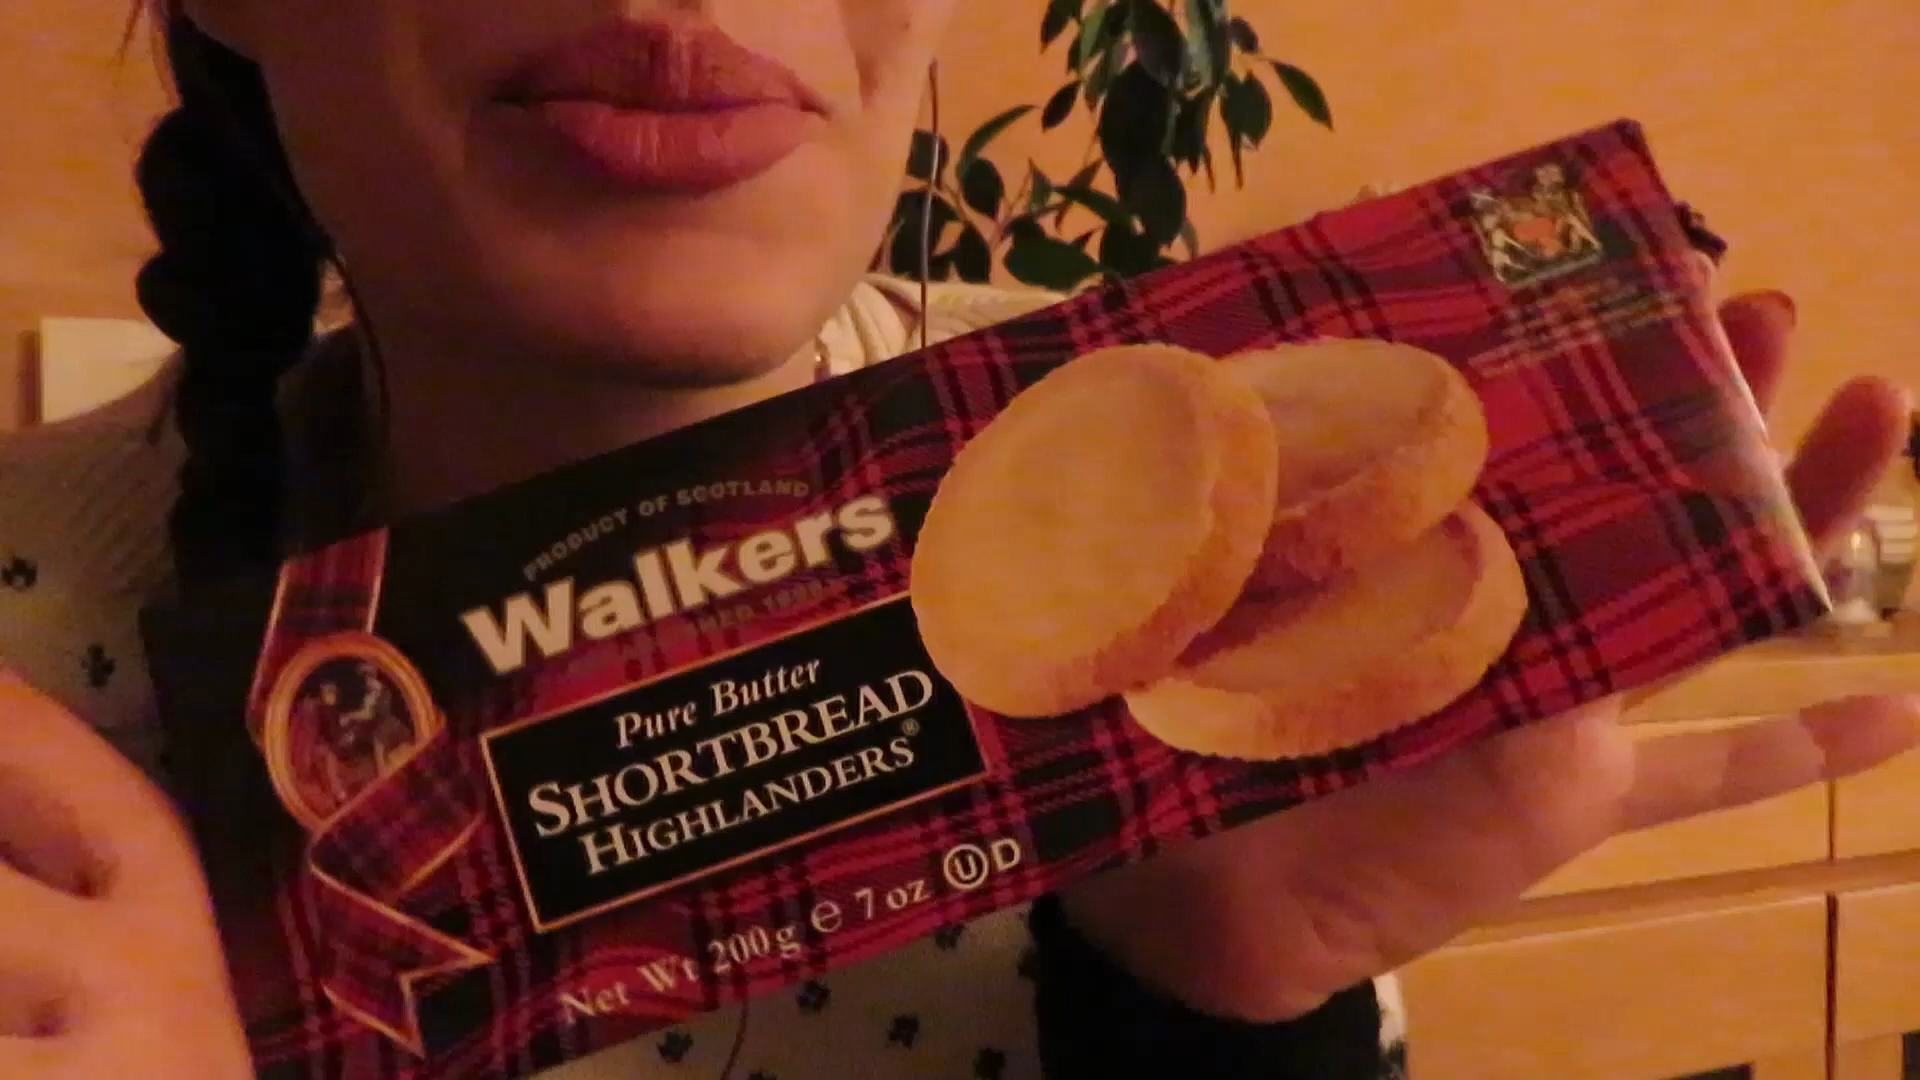 PRODUCT OF SCOTLAND
Walkers
Pure Butter
SHORTBREAD
HIGHLANDERS®
Net Wt 200g e 7 oz Ⓤ D